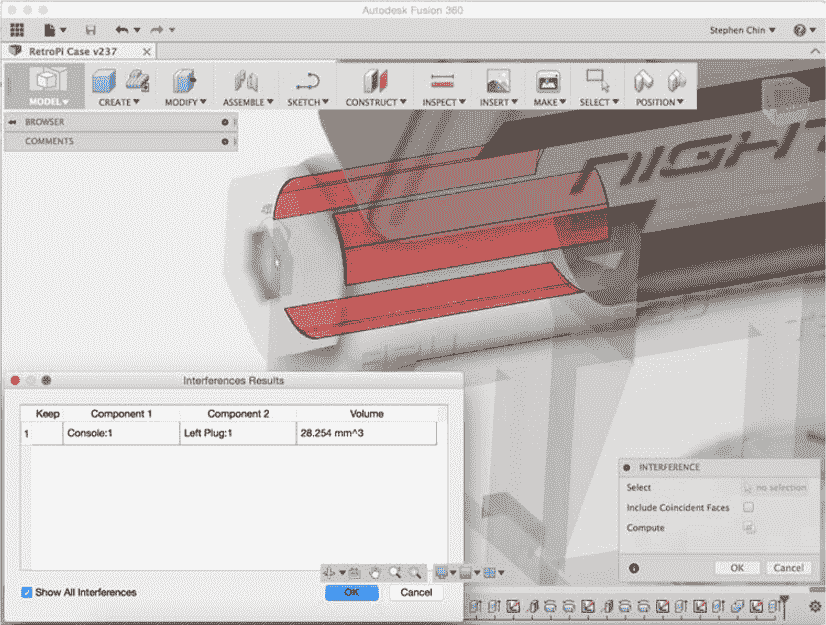 Autodesk Fusion 360
Stephen Chin
RetroPi Case v237
MODEL CREATE MODIFY ASSEMBLE SKETCH CONSTRUCT INSPECT INSERT MAKE SELECT POSITION
BROWSER
COMMENTS
NIGHT
Interferences Results
Keep Component 1 Component 2 Volume
1 Console:1 Left Plug:1 28.254 mm^3
Show All Interferences
OK Cancel
INTERFERENCE
Select no selection
Include Coincident Faces
Compute
OK Cancel